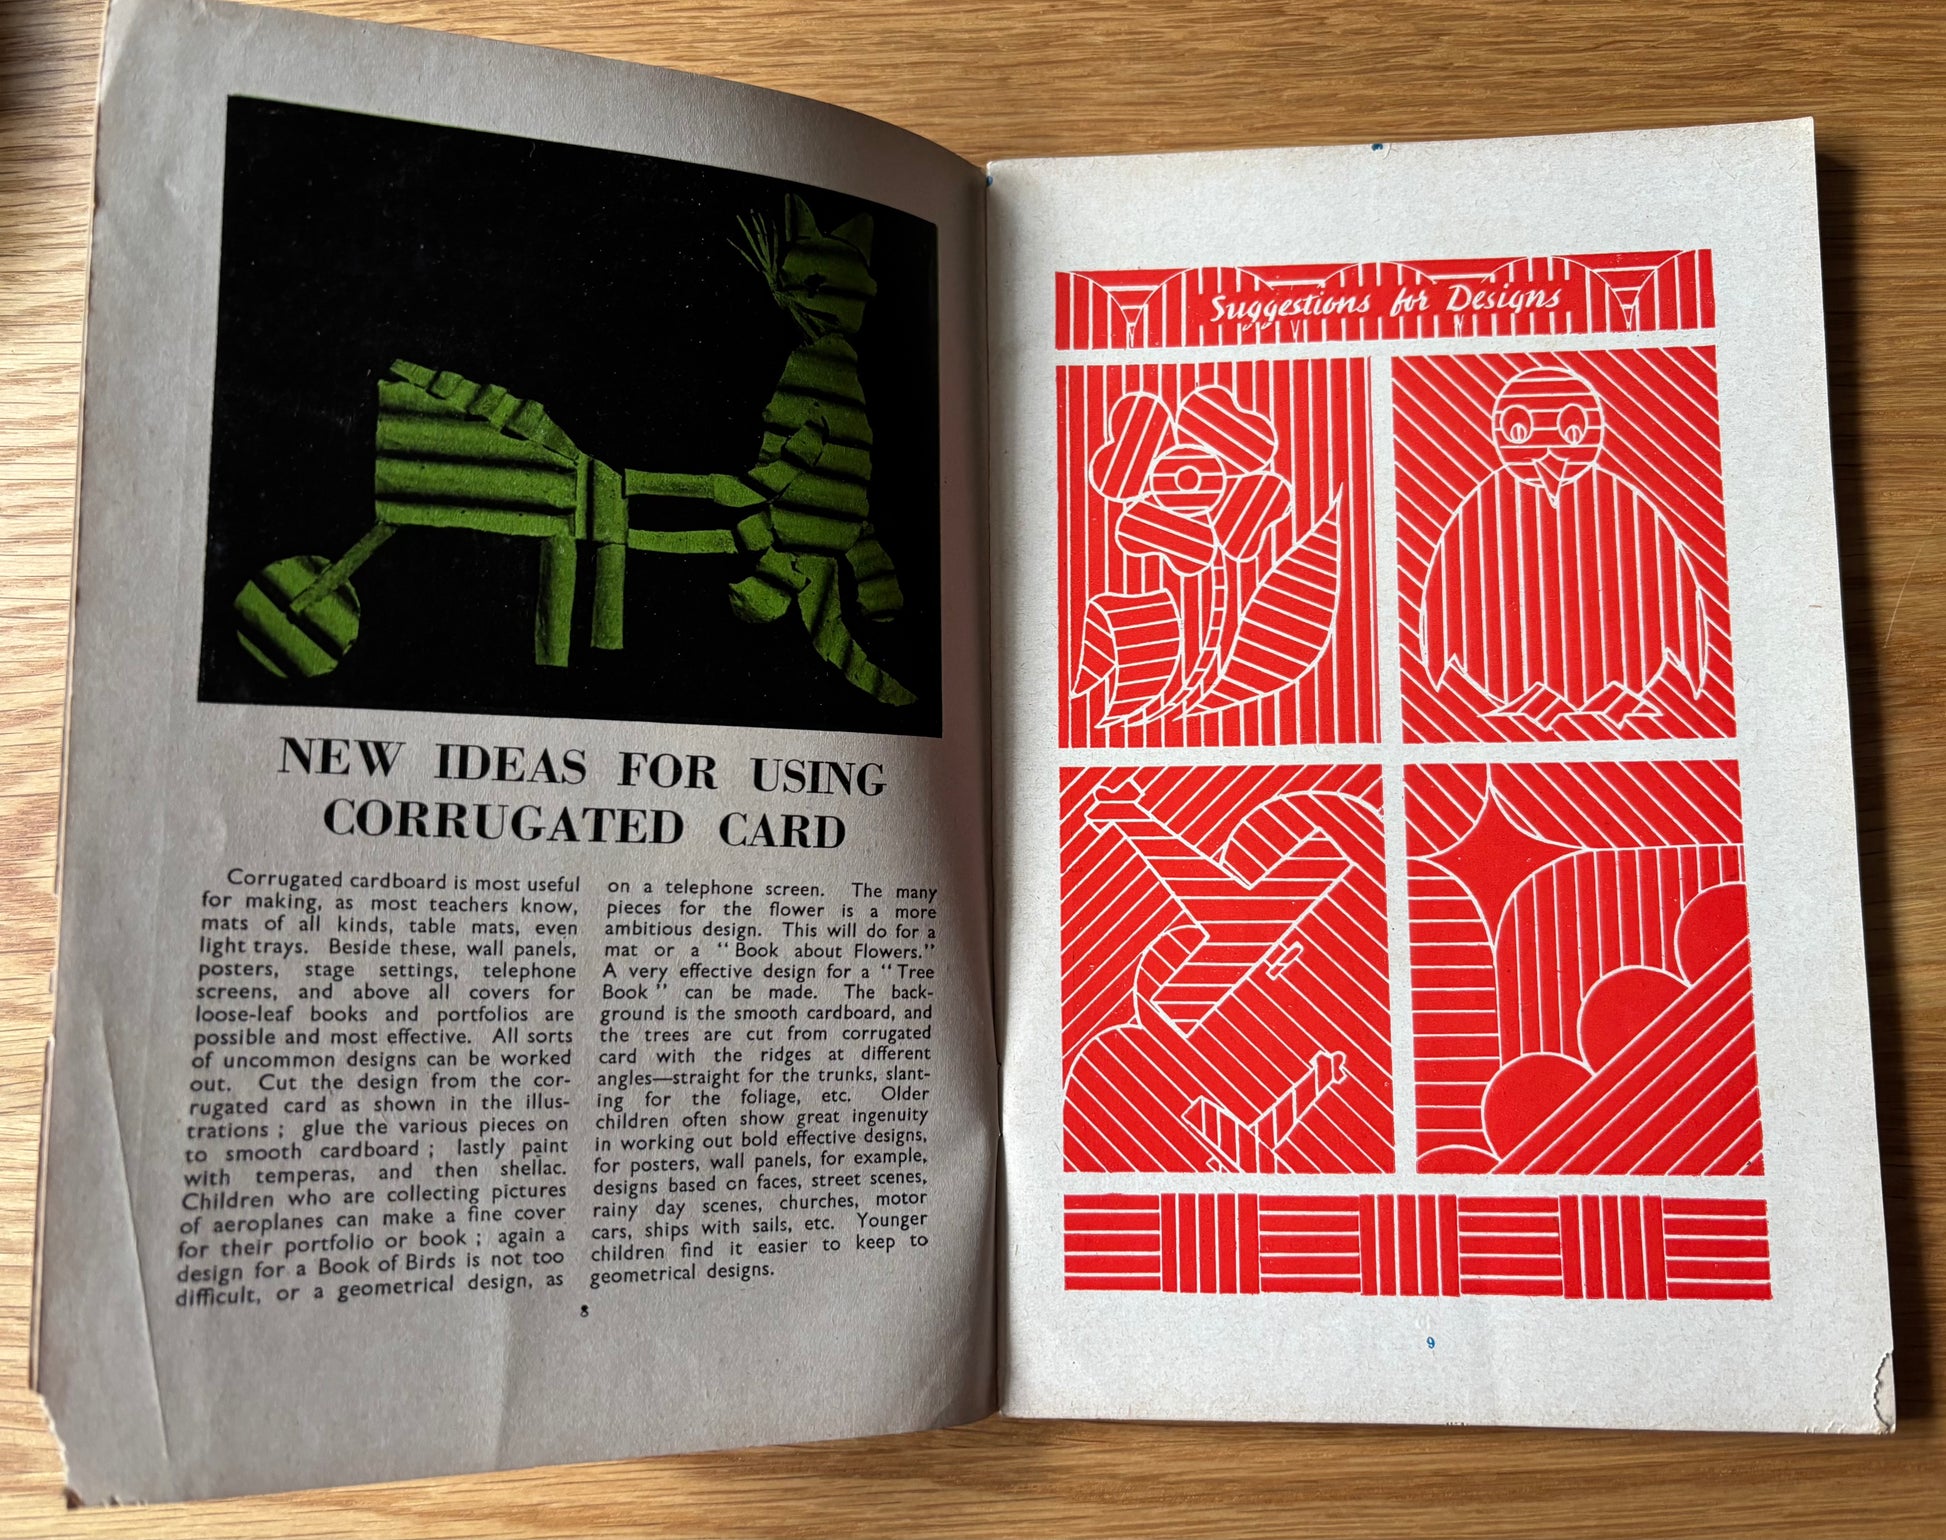 NEW IDEAS FOR USING
CORRUGATED CARD
Corrugated cardboard is most useful
for making, as most teachers know,
mats of all kinds, table mats, even
light trays. Beside these, wall panels,
posters, stage settings, telephone
screens, and above all covers for
loose-leaf books and portfolios are
possible and most effective. All sorts
of uncommon designs can be worked
out. Cut the design from the cor-
rugated card as shown in the illus-
trations ; glue the various pieces on
to smooth cardboard ; lastly paint
with temperas, and then shellac.
Children who are collecting pictures
of aeroplanes can make a fine cover
for their portfolio or book ; again a
design for a Book of Birds is not too
difficult, or a geometrical design, as
on a telephone screen. The many
pieces for the flower is a more
ambitious design. This will do for a
mat or a “Book about Flowers.”
A very effective design for a “Tree
Book” can be made. The back-
ground is the smooth cardboard, and
the trees are cut from corrugated
card with the ridges at different
angles—straight for the trunks, slant-
ing for the foliage, etc. Older
children often show great ingenuity
in working out bold effective designs,
for posters, wall panels, for example,
designs based on faces, street scenes,
rainy day scenes, churches, motor
cars, ships with sails, etc. Younger
children find it easier to keep to
geometrical designs.
8
Suggestions for Designs
9